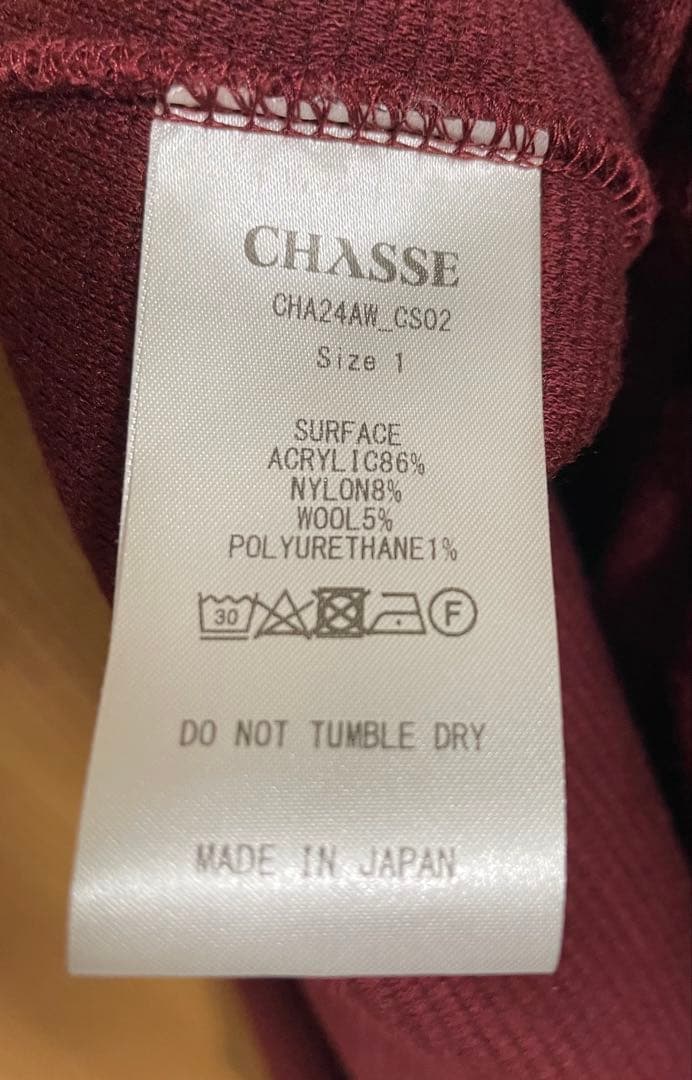 CHASSE
CHA24AW_CS02
Size 1
SURFACE
ACRYLIC86%
NYLON8%
WOOL5%
POLYURETHANE1%
30 F
DO NOT TUMBLE DRY
MADE IN JAPAN